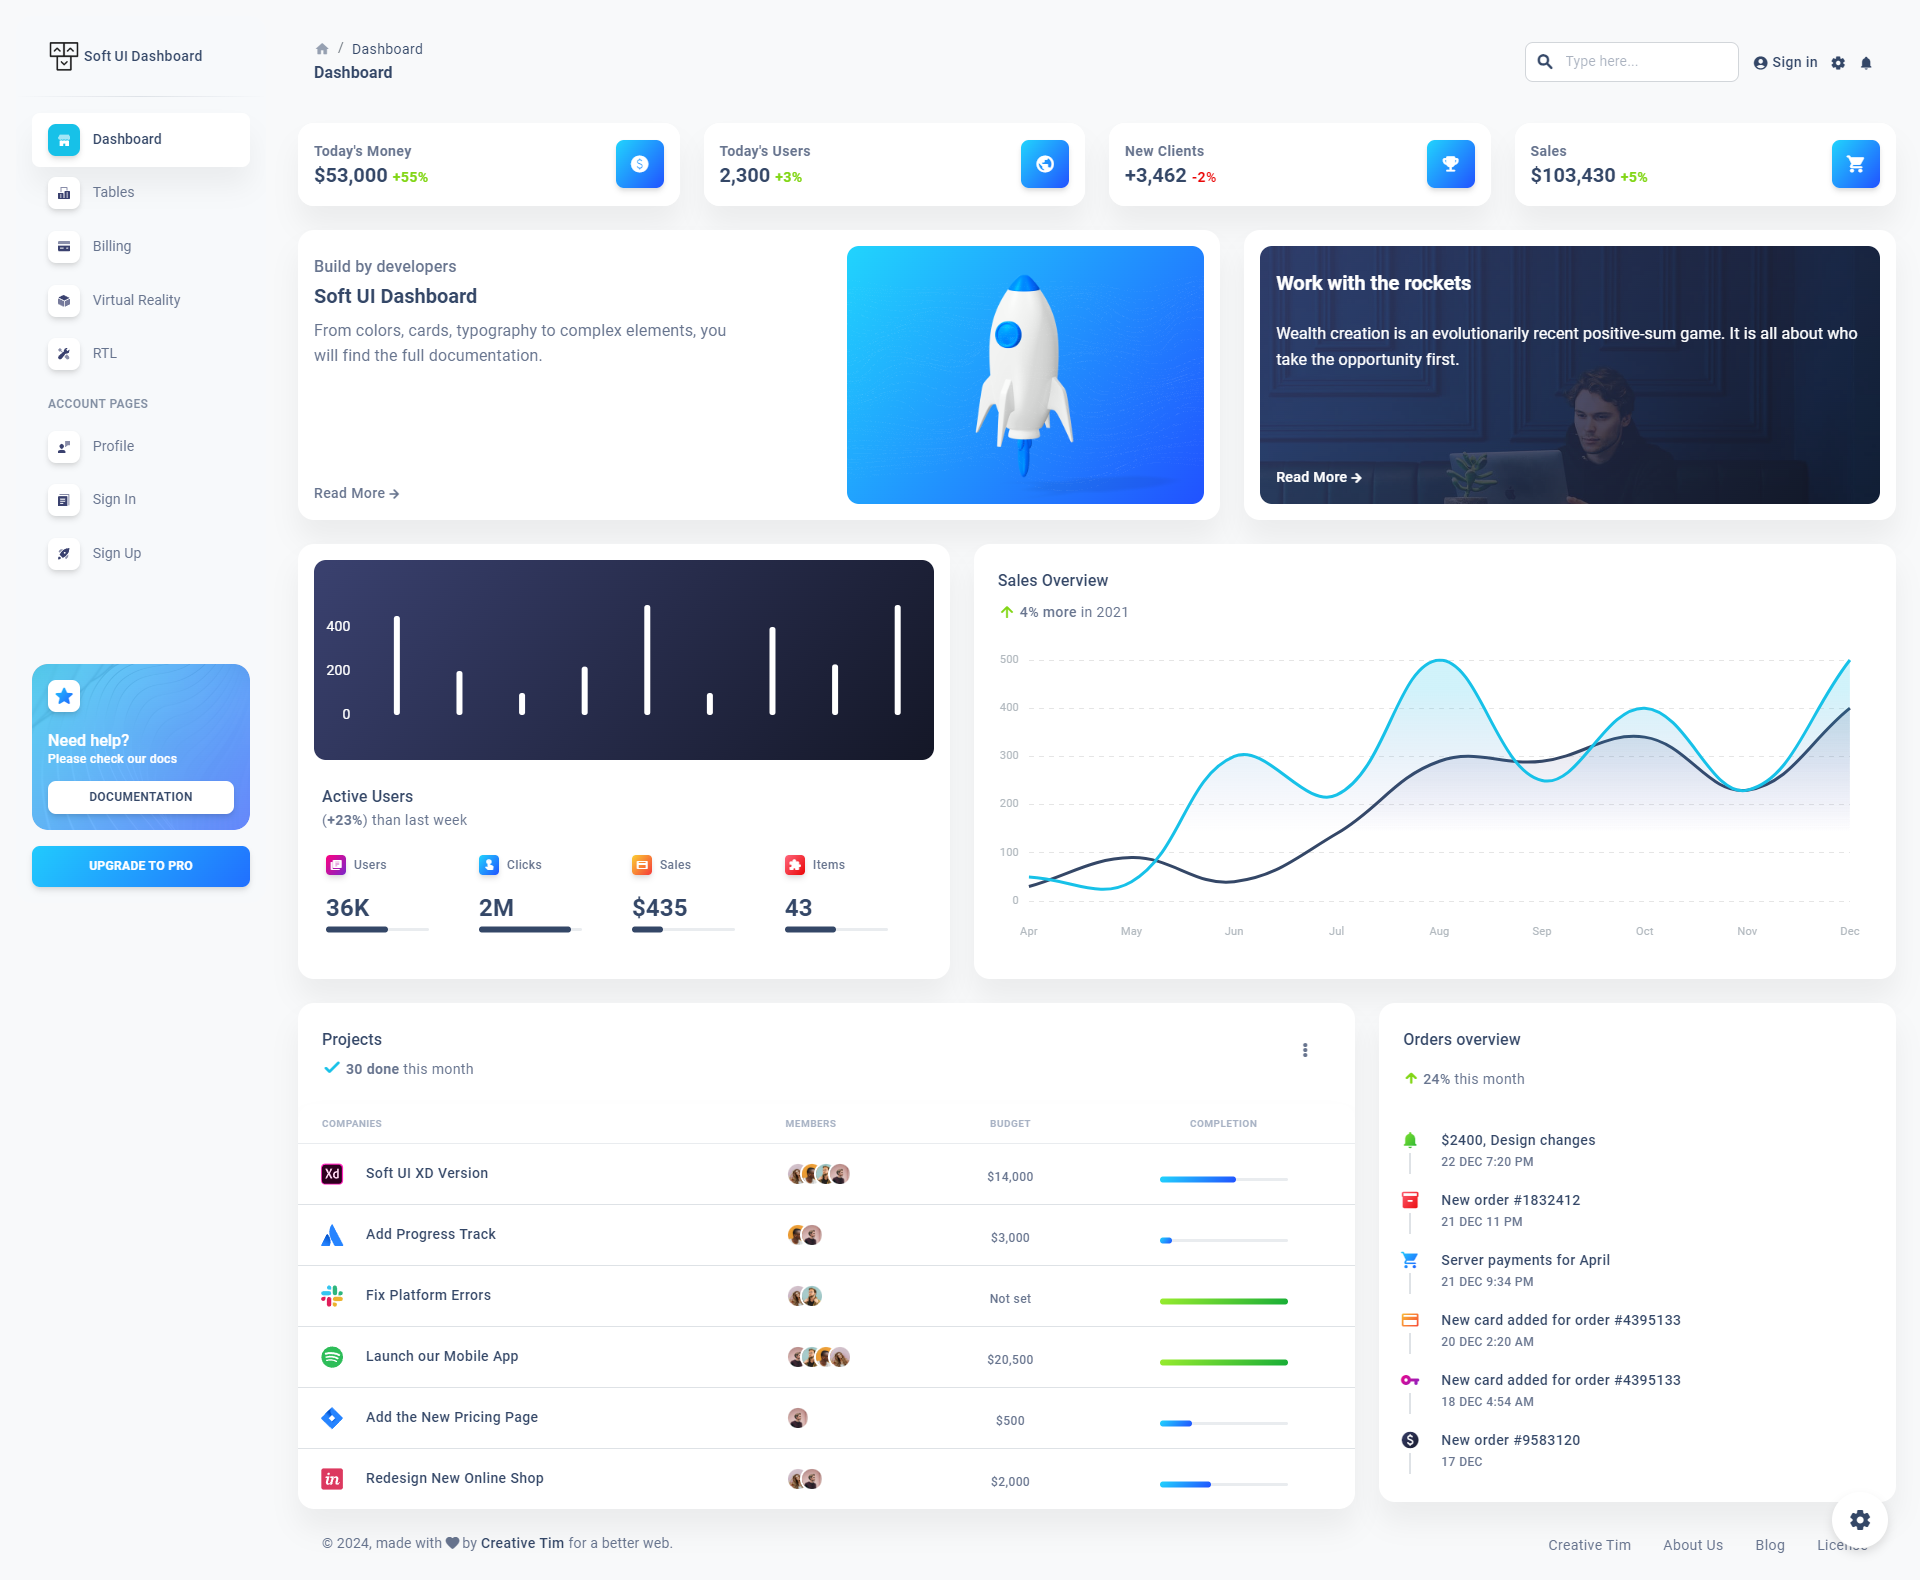 Soft UI Dashboard
Dashboard
Tables
Billing
Virtual Reality
RTL
ACCOUNT PAGES
Profile
Sign In
Sign Up
Need help?
Please check our docs
DOCUMENTATION
UPGRADE TO PRO
/ Dashboard
Dashboard
Type here...
Sign in
Today's Money
$53,000 +55%
Today's Users
2,300 +3%
New Clients
+3,462 -2%
Sales
$103,430 +5%
Build by developers
Soft UI Dashboard
From colors, cards, typography to complex elements, you
will find the full documentation.
Read More
Work with the rockets
Wealth creation is an evolutionarily recent positive-sum game. It is all about who
take the opportunity first.
Read More
400
200
0
Active Users
(+23%) than last week
Users
Clicks
Sales
Items
36K
2M
$435
43
Sales Overview
4% more in 2021
500
400
300
200
100
0
Apr May Jun Jul Aug Sep Oct Nov Dec
Projects
30 done this month
COMPANIES MEMBERS BUDGET COMPLETION
Xd Soft UI XD Version $14,000
Add Progress Track $3,000
Fix Platform Errors Not set
Launch our Mobile App $20,500
Add the New Pricing Page $500
in Redesign New Online Shop $2,000
Orders overview
24% this month
$2400, Design changes
22 DEC 7:20 PM
New order #1832412
21 DEC 11 PM
Server payments for April
21 DEC 9:34 PM
New card added for order #4395133
20 DEC 2:20 AM
New card added for order #4395133
18 DEC 4:54 AM
New order #9583120
17 DEC
© 2024, made with by Creative Tim for a better web.
Creative Tim About Us Blog License